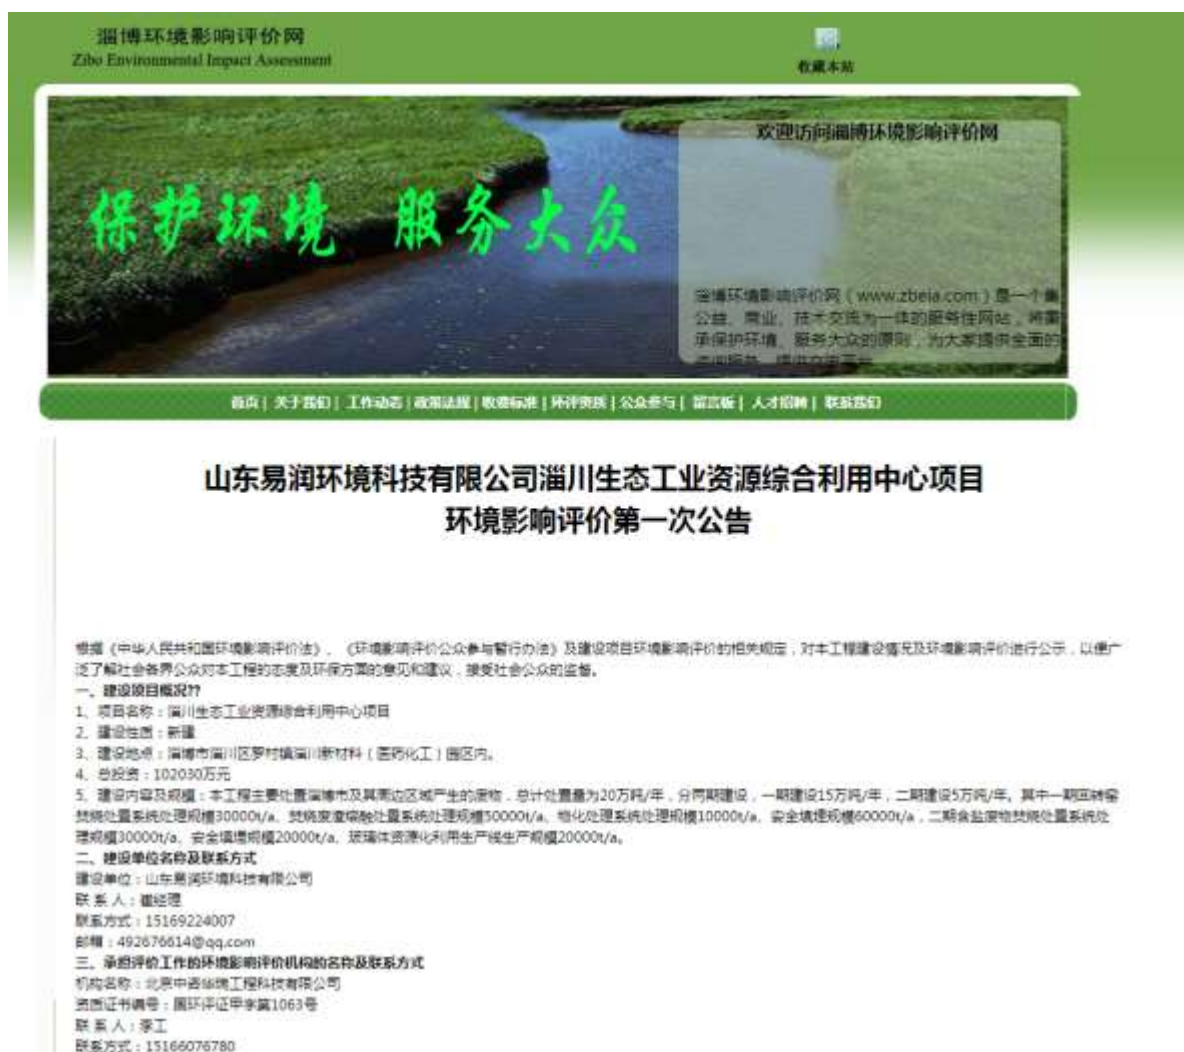 淄博环境影响评价网
Zibo Environmental Impact Assessment
收藏本站
欢迎访问淄博环境影响评价网
保护环境 服务大众
淄博环境影响评价网（www.zbeia.com）是一个集
公益、商业、技术交流为一体的服务性网站，将秉
承保护环境、服务大众的原则，为大家提供全面的
首页 | 关于我们 | 工作动态 | 政策法规 | 收费标准 | 环评资质 | 公众参与 | 留言板 | 人才招聘 | 联系我们
山东易润环境科技有限公司淄川生态工业资源综合利用中心项目
环境影响评价第一次公告
根据《中华人民共和国环境影响评价法》、《环境影响评价公众参与暂行办法》及建设项目环境影响评价的相关规定，对本工程建设情况及环境影响评价进行公示，以便广
泛了解社会各界公众对本工程的态度及环保方面的意见和建议，接受社会公众的监督。
一、建设项目概况??
1、项目名称：淄川生态工业资源综合利用中心项目
2、建设性质：新建
3、建设地点：淄博市淄川区罗村镇淄川新材料（医药化工）园区内。
4、总投资：102030万元
5、建设内容及规模：本工程主要处置淄博市及其周边区域产生的废物，总计处置量为20万吨/年，分两期建设，一期建设15万吨/年，二期建设5万吨/年。其中一期回转窑
焚烧处置系统处理规模30000t/a、焚烧废渣熔融处置系统处理规模50000t/a、物化处理系统处理规模10000t/a、安全填埋规模60000t/a，二期含盐废物焚烧处置系统处
理规模30000t/a、安全填埋规模20000t/a、玻璃体资源化利用生产线生产规模20000t/a。
二、建设单位名称及联系方式
建设单位：山东易润环境科技有限公司
联 系 人：崔经理
联系方式：15169224007
邮箱：492676614@qq.com
三、承担评价工作的环境影响评价机构的名称及联系方式
机构名称：北京中咨华瑞工程科技有限公司
资质证书编号：国环评证甲字第1063号
联 系 人：李工
联系方式：15166076780